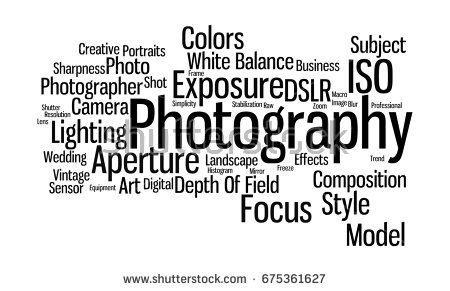 Colors
Subject
Creative Portraits
White Balance Business
Sharpness Photo
Frame
ISO
Photographer Shot
Exposure DSLR
Macro
Image Blur
Professional
Shutter
Camera
Simplicity
Stabilization Raw
Zoom
Resolution
Lens
Lighting
Photography
shutterstock
Wedding
Aperture
Landscape
Effects
Trend
Histogram
Mirror
Freeze
Vintage
Sensor
Equipment
Art Digital Depth Of Field
Composition
Focus
Style
Model
www.shutterstock.com · 675361627